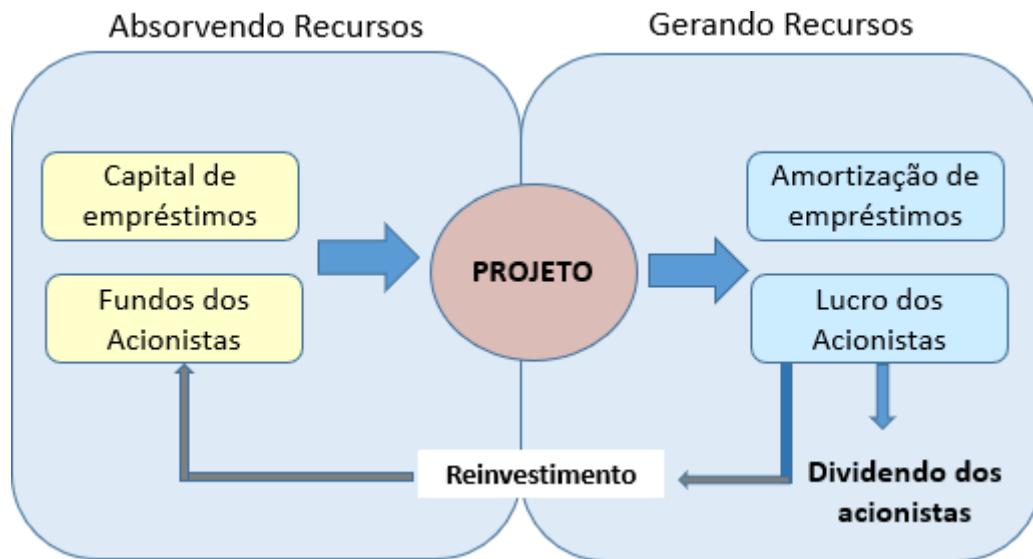 Absorvendo Recursos
Gerando Recursos
Capital de
empréstimos
Fundos dos
Acionistas
PROJETO
Amortização de
empréstimos
Lucro dos
Acionistas
Reinvestimento
Dividendo dos
acionistas